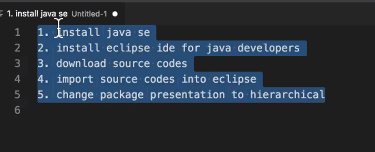 1. install java se Untitled-1
1 1. install java se
2 2. install eclipse ide for java developers
3 3. download source codes
4 4. import source codes into eclipse
5 5. change package presentation to hierarchical
6